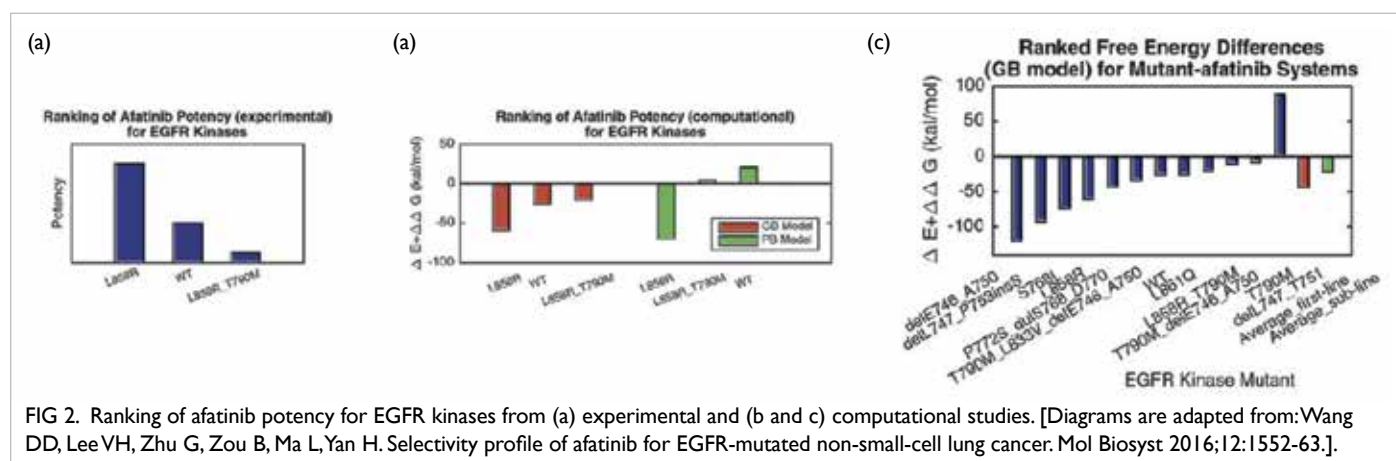 (a)
Ranking of Afatinib Potency (experimental)
for EGFR Kinases
Potency
L858R
WT
L858R_T790M
(a)
Ranking of Afatinib Potency (computational)
for EGFR Kinases
Δ E+Δ Δ G (kal/mol)
50
0
-50
-100
GB Model
PB Model
L858R
WT
L858R_T790M
L858R
L858R_T790M
WT
(c)
Ranked Free Energy Differences
(GB model) for Mutant-afatinib Systems
Δ E+Δ Δ G (kal/mol)
100
50
0
-50
-100
delE746_A750
delL747_P753insS
S768I
L858R
P772S_dulS768_D770
T790M_L833V_delE746_A750
WT
L861Q
L858R_T790M
T790M_delE746_A750
T790M
delL747_T751
Average_first-line
Average_sub-line
EGFR Kinase Mutant
FIG 2. Ranking of afatinib potency for EGFR kinases from (a) experimental and (b and c) computational studies. [Diagrams are adapted from: Wang
DD, Lee VH, Zhu G, Zou B, Ma L, Yan H. Selectivity profile of afatinib for EGFR-mutated non-small-cell lung cancer. Mol Biosyst 2016;12:1552-63.].